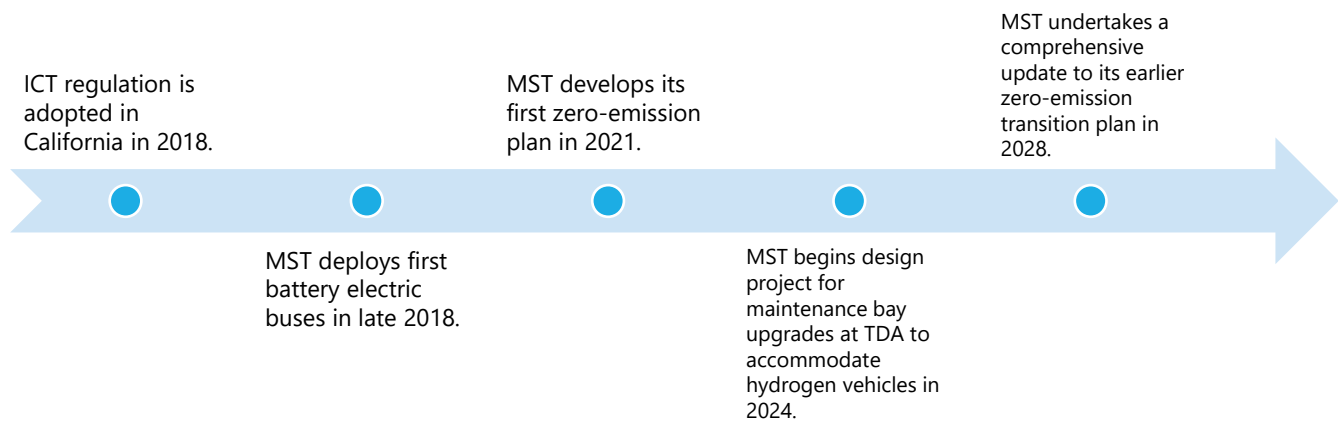 ICT regulation is
adopted in
California in 2018.
MST deploys first
battery electric
buses in late 2018.
MST develops its
first zero-emission
plan in 2021.
MST begins design
project for
maintenance bay
upgrades at TDA to
accommodate
hydrogen vehicles in
2024.
MST undertakes a
comprehensive
update to its earlier
zero-emission
transition plan in
2028.